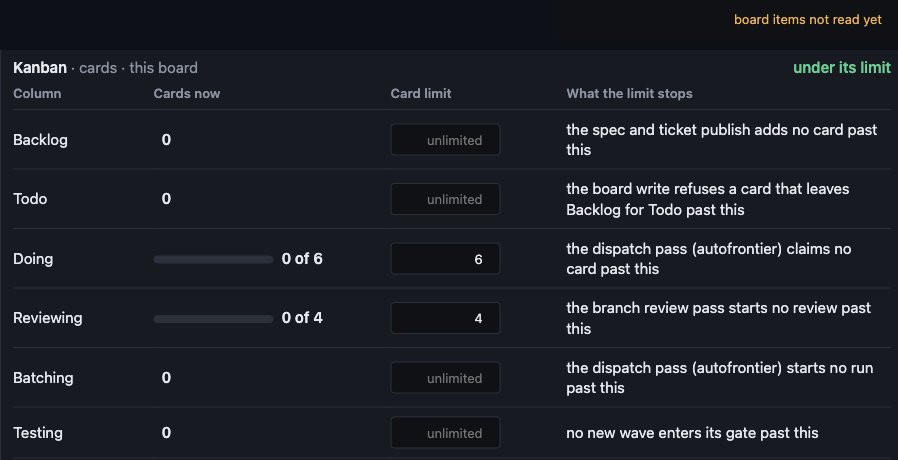 board items not read yet
Kanban · cards · this board
under its limit
Column Cards now Card limit What the limit stops
Backlog 0 unlimited the spec and ticket publish adds no card past
this
Todo 0 unlimited the board write refuses a card that leaves
Backlog for Todo past this
Doing 0 of 6 6 the dispatch pass (autofrontier) claims no
card past this
Reviewing 0 of 4 4 the branch review pass starts no review past
this
Batching 0 unlimited the dispatch pass (autofrontier) starts no run
past this
Testing 0 unlimited no new wave enters its gate past this